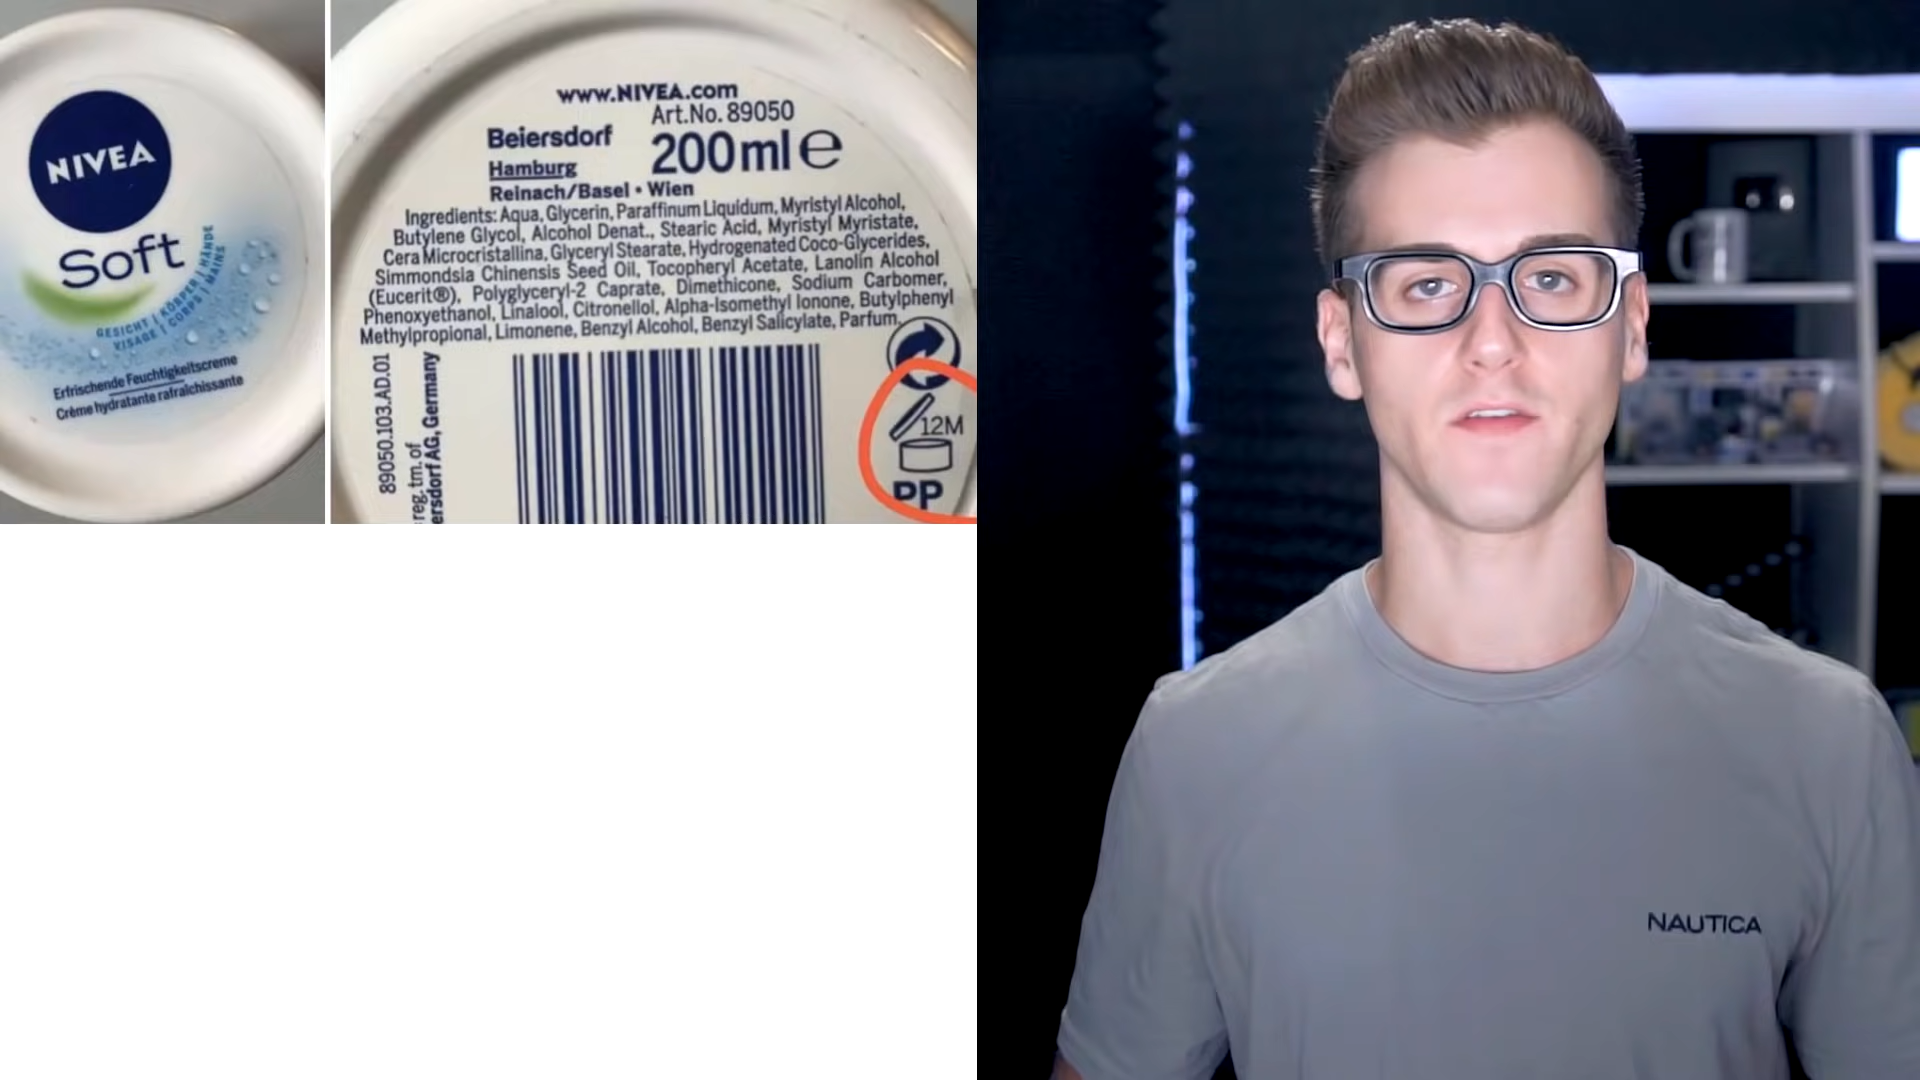 NIVEA
Soft
GESICHT | KÖRPER | HÄNDE
VISAGE | CORPS | MAINS
Erfrischende Feuchtigkeitscreme
Crème hydratante rafraîchissante
www.NIVEA.com
Art.No. 89050
Beiersdorf
200ml e
Hamburg
Reinach/Basel • Wien
Ingredients: Aqua, Glycerin, Paraffinum Liquidum, Myristyl Alcohol,
Butylene Glycol, Alcohol Denat., Stearic Acid, Myristyl Myristate,
Cera Microcristallina, Glyceryl Stearate, Hydrogenated Coco-Glycerides,
Simmondsia Chinensis Seed Oil, Tocopheryl Acetate, Lanolin Alcohol
(Eucerit®), Polyglyceryl-2 Caprate, Dimethicone, Sodium Carbomer,
Phenoxyethanol, Linalool, Citronellol, Alpha-Isomethyl Ionone, Butylphenyl
Methylpropional, Limonene, Benzyl Alcohol, Benzyl Salicylate, Parfum.
89050.103.AD.01
reg. tm. of
ersdorf AG, Germany
12M
PP
NAUTICA